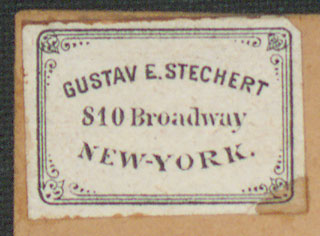 GUSTAV E. STECHERT
810 Broadway
NEW-YORK.